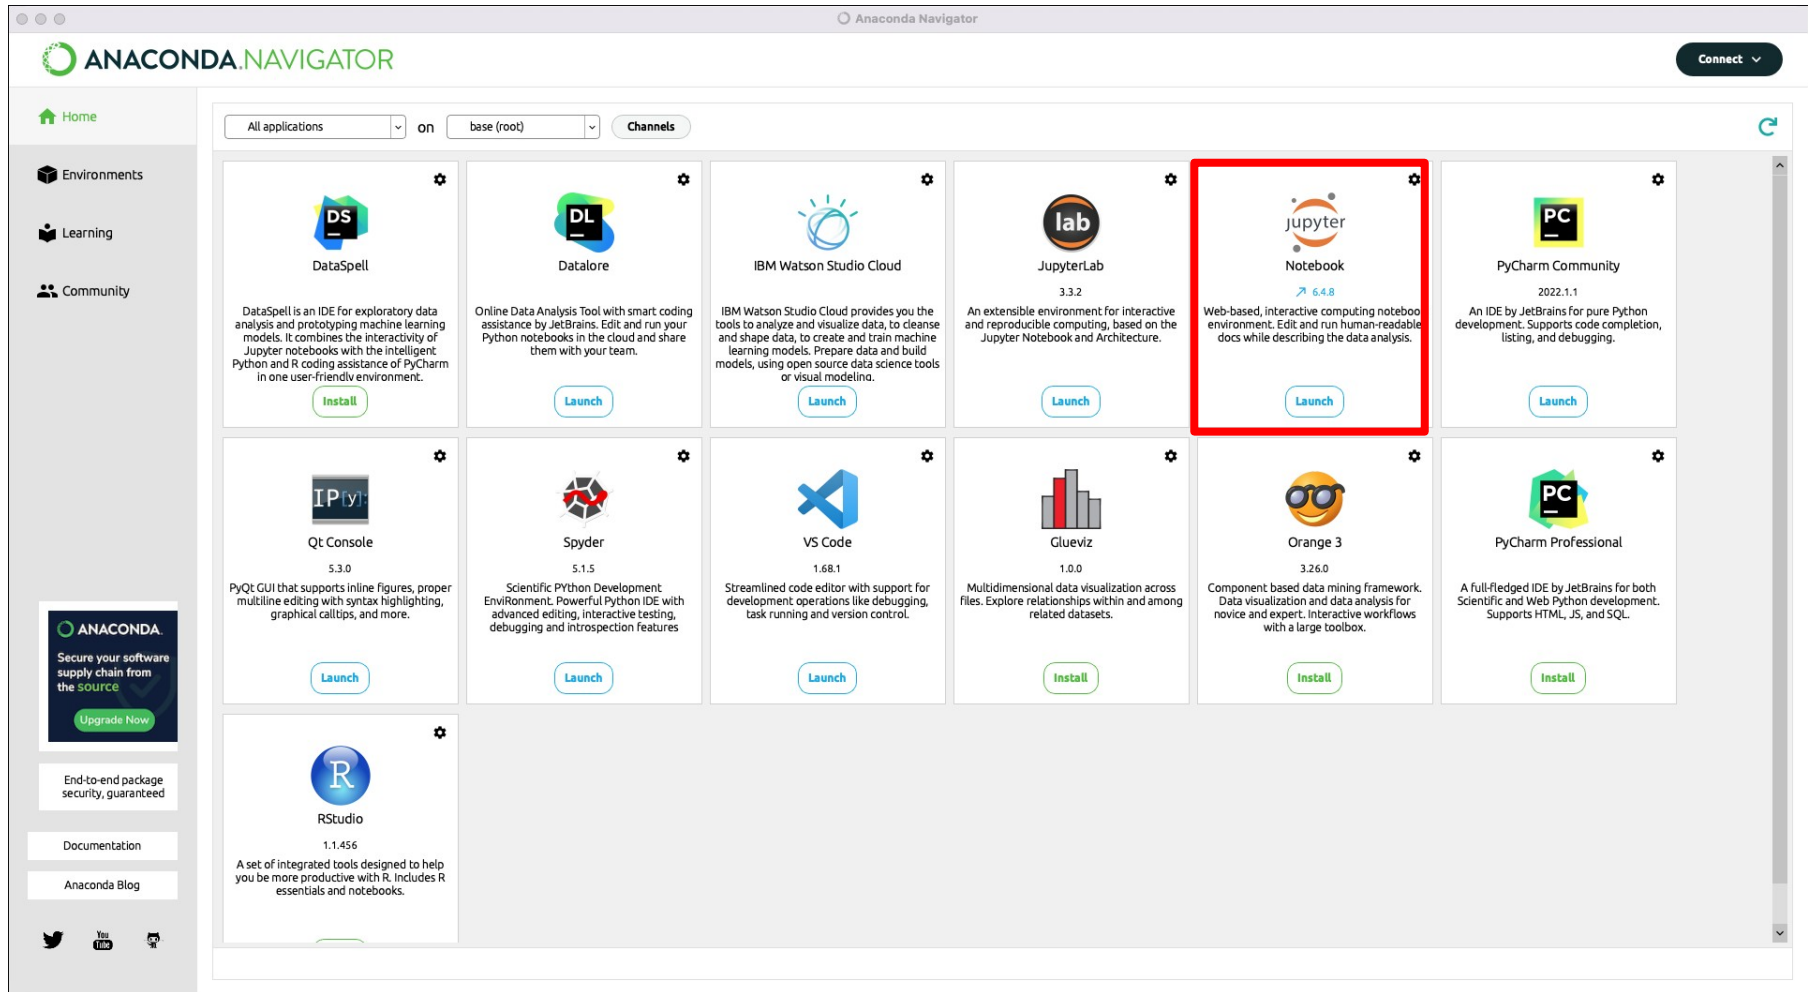 Anaconda Navigator
ANACONDA.NAVIGATOR
Connect
Home
Environments
Learning
Community
All applications on base (root) Channels
DS
DataSpell
DataSpell is an IDE for exploratory data
analysis and prototyping machine learning
models. It combines the interactivity of
Jupyter notebooks with the intelligent
Python and R coding assistance of PyCharm
in one user-friendly environment.
Install
DL
Datalore
Online Data Analysis Tool with smart coding
assistance by JetBrains. Edit and run your
Python notebooks in the cloud and share
them with your team.
Launch
IBM Watson Studio Cloud
IBM Watson Studio Cloud provides you the
tools to analyze and visualize data, to cleanse
and shape data, to create and train machine
learning models. Prepare data and build
models, using open source data science tools
or visual modeling.
Launch
lab
JupyterLab
3.3.2
An extensible environment for interactive
and reproducible computing, based on the
Jupyter Notebook and Architecture.
Launch
jupyter
Notebook
6.4.8
Web-based, interactive computing noteboo
environment. Edit and run human-readable
docs while describing the data analysis.
Launch
PC
PyCharm Community
2022.1.1
An IDE by JetBrains for pure Python
development. Supports code completion,
listing, and debugging.
Launch
IP[y]:
Qt Console
5.3.0
PyQt GUI that supports inline figures, proper
multiline editing with syntax highlighting,
graphical calltips, and more.
Launch
Spyder
5.1.5
Scientific PYthon Development
EnviRonment. Powerful Python IDE with
advanced editing, interactive testing,
debugging and introspection features
Launch
VS Code
1.68.1
Streamlined code editor with support for
development operations like debugging,
task running and version control.
Launch
Glueviz
1.0.0
Multidimensional data visualization across
files. Explore relationships within and among
related datasets.
Install
Orange 3
3.26.0
Component based data mining framework.
Data visualization and data analysis for
novice and expert. Interactive workflows
with a large toolbox.
Install
PC
PyCharm Professional
A full-fledged IDE by JetBrains for both
Scientific and Web Python development.
Supports HTML, JS, and SQL.
Install
R
RStudio
1.1.456
A set of integrated tools designed to help
you be more productive with R. Includes R
essentials and notebooks.
ANACONDA.
Secure your software
supply chain from
the source
Upgrade Now
End-to-end package
security, guaranteed
Documentation
Anaconda Blog
You
Tube